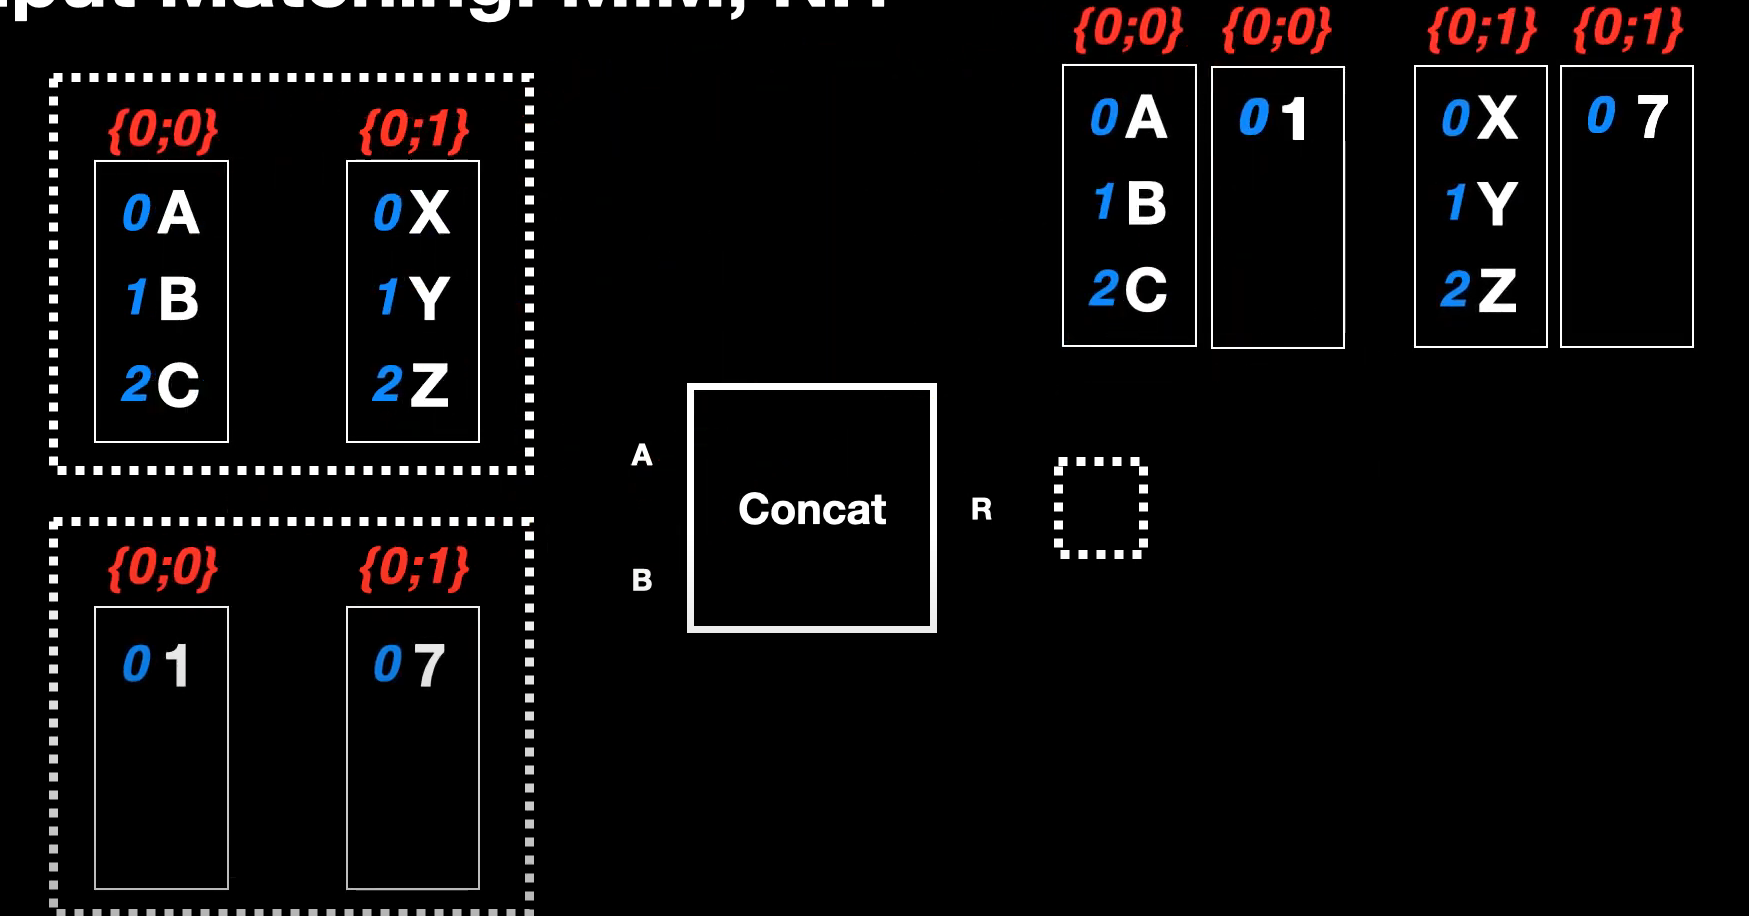 {0;0} {0;0} {0;1} {0;1}
0 A 0 1 0 X 0 7
1 B 1 Y
2 C 2 Z
{0;0} {0;1}
0 A 0 X
1 B 1 Y
2 C 2 Z
A
Concat
R
B
{0;0} {0;1}
0 1 0 7